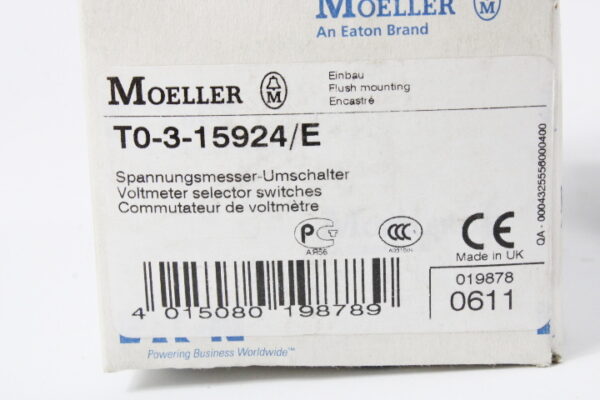 MOELLER M
An Eaton Brand
MOELLER M
Einbau
Flush mounting
Encastré
T0-3-15924/E
Spannungsmesser-Umschalter
Voltmeter selector switches
Commutateur de voltmètre
CCC
CE
Made in UK
QA - 0004325556000400
019878
0611
4 015080 198789
Powering Business Worldwide™